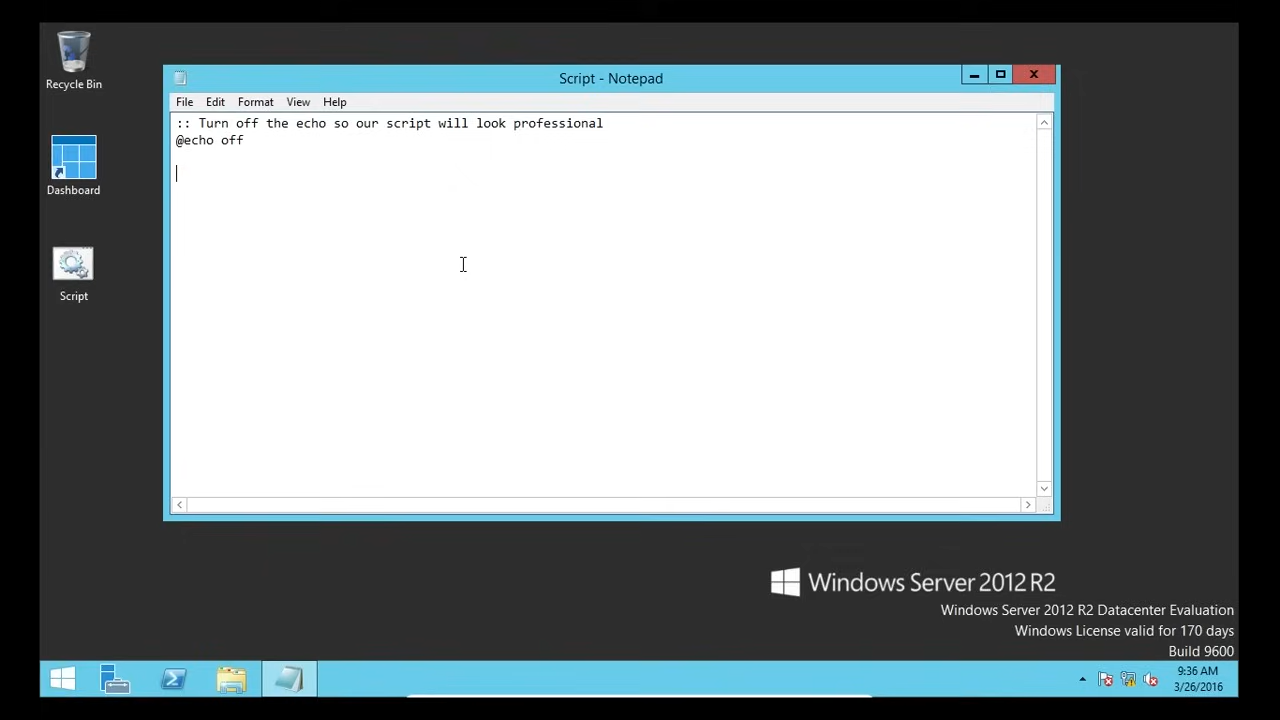 Recycle Bin
Dashboard
Script
Script - Notepad
File Edit Format View Help
:: Turn off the echo so our script will look professional
@echo off
Windows Server 2012 R2
Windows Server 2012 R2 Datacenter Evaluation
Windows License valid for 170 days
Build 9600
9:36 AM
3/26/2016